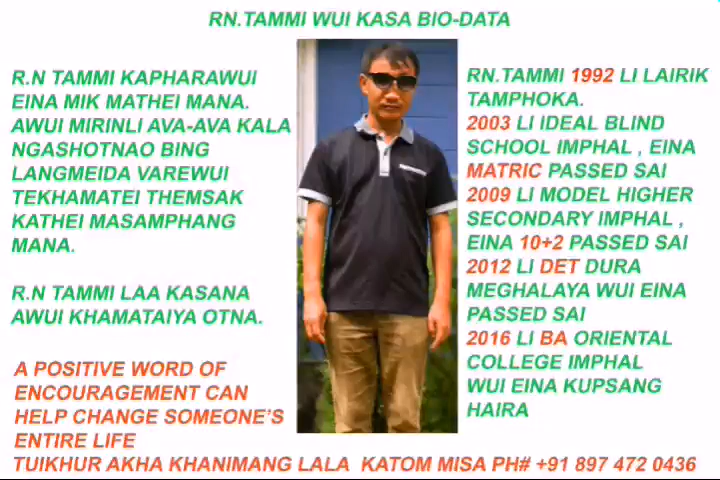 RN.TAMMI WUI KASA BIO-DATA
R.N TAMMI KAPHARAWUI
EINA MIK MATHEI MANA.
AWUI MIRINLI AVA-AVA KALA
NGASHOTNAO BING
LANGMEIDA VAREWUI
TEKHAMATEI THEMSAK
KATHEI MASAMPHANG
MANA.
R.N TAMMI LAA KASANA
AWUI KHAMATAIYA OTNA.
A POSITIVE WORD OF
ENCOURAGEMENT CAN
HELP CHANGE SOMEONE'S
ENTIRE LIFE
RN.TAMMI 1992 LI LAIRIK
TAMPHOKA.
2003 LI IDEAL BLIND
SCHOOL IMPHAL , EINA
MATRIC PASSED SAI
2009 LI MODEL HIGHER
SECONDARY IMPHAL ,
EINA 10+2 PASSED SAI
2012 LI DET DURA
MEGHALAYA WUI EINA
PASSED SAI
2016 LI BA ORIENTAL
COLLEGE IMPHAL
WUI EINA KUPSANG
HAIRA
TUIKHUR AKHA KHANIMANG LALA KATOM MISA PH# +91 897 472 0436